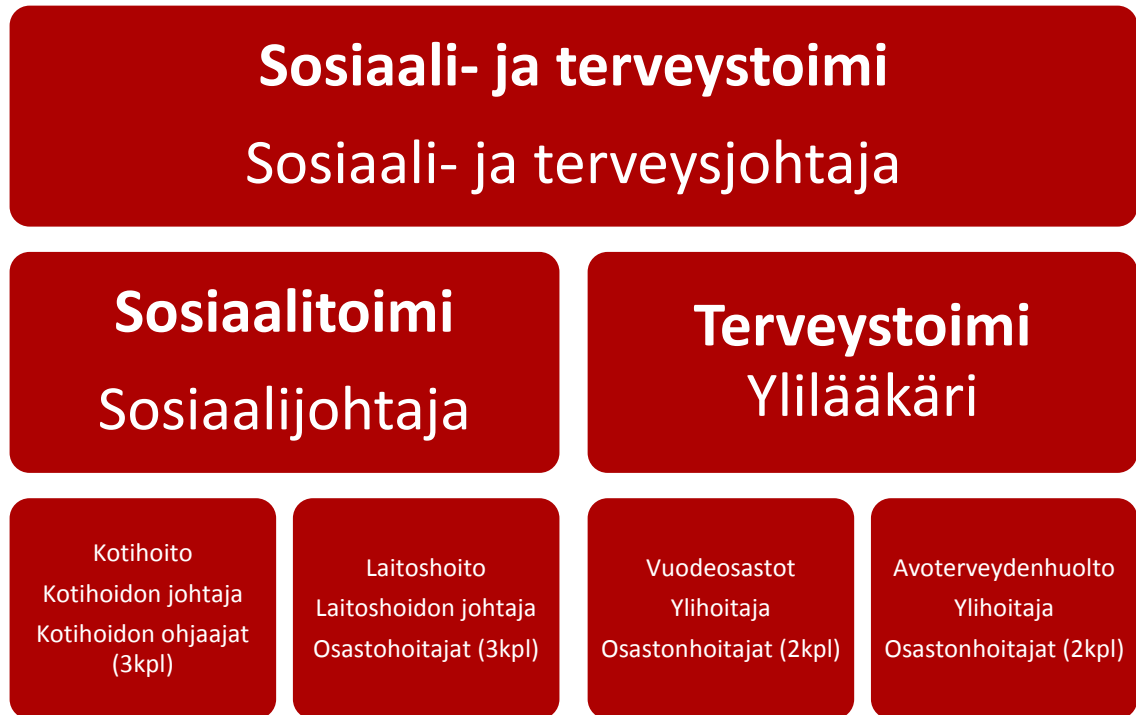 Sosiaali- ja terveystoimi
Sosiaali- ja terveysjohtaja
Sosiaalitoimi
Sosiaalijohtaja
Terveystoimi
Ylilääkäri
Kotihoito
Kotihoidon johtaja
Kotihoidon ohjaajat
(3kpl)
Laitoshoito
Laitoshoidon johtaja
Osastohoitajat (3kpl)
Vuodeosastot
Ylihoitaja
Osastonhoitajat (2kpl)
Avoterveydenhuolto
Ylihoitaja
Osastonhoitajat (2kpl)